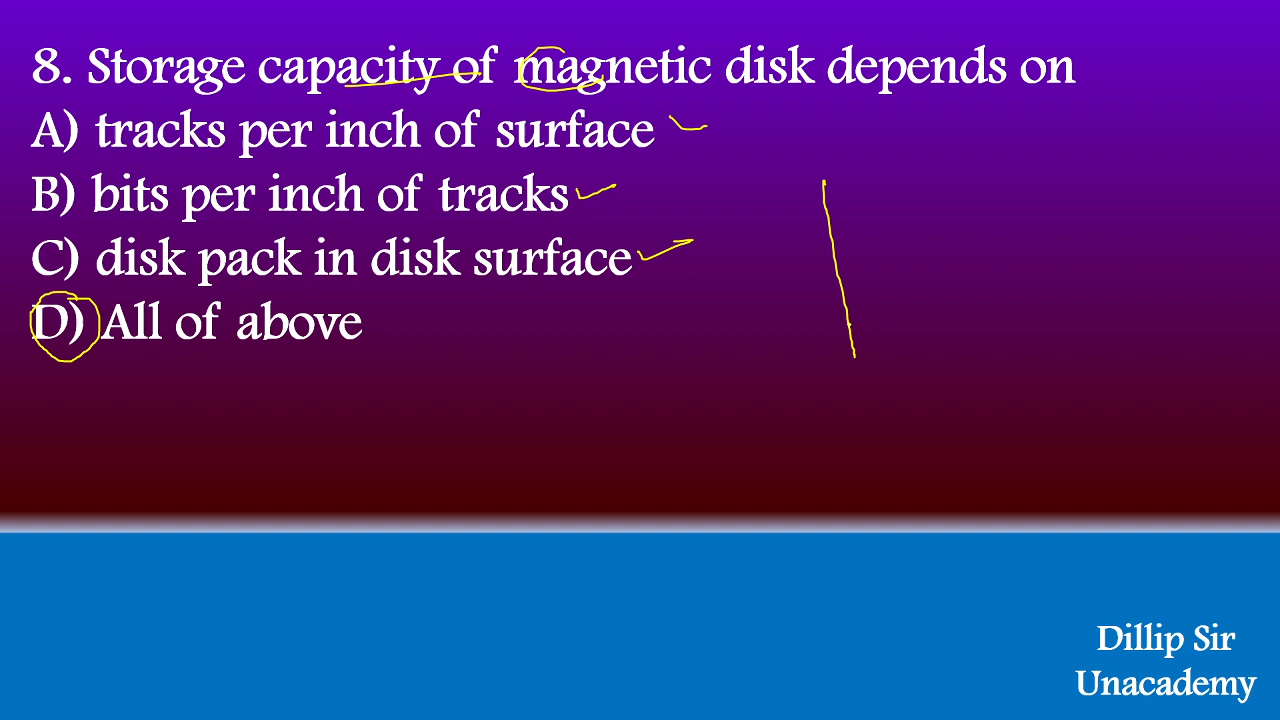 8. Storage capacity of magnetic disk depends on
A) tracks per inch of surface
B) bits per inch of tracks
C) disk pack in disk surface
D) All of above
Dillip Sir
Unacademy